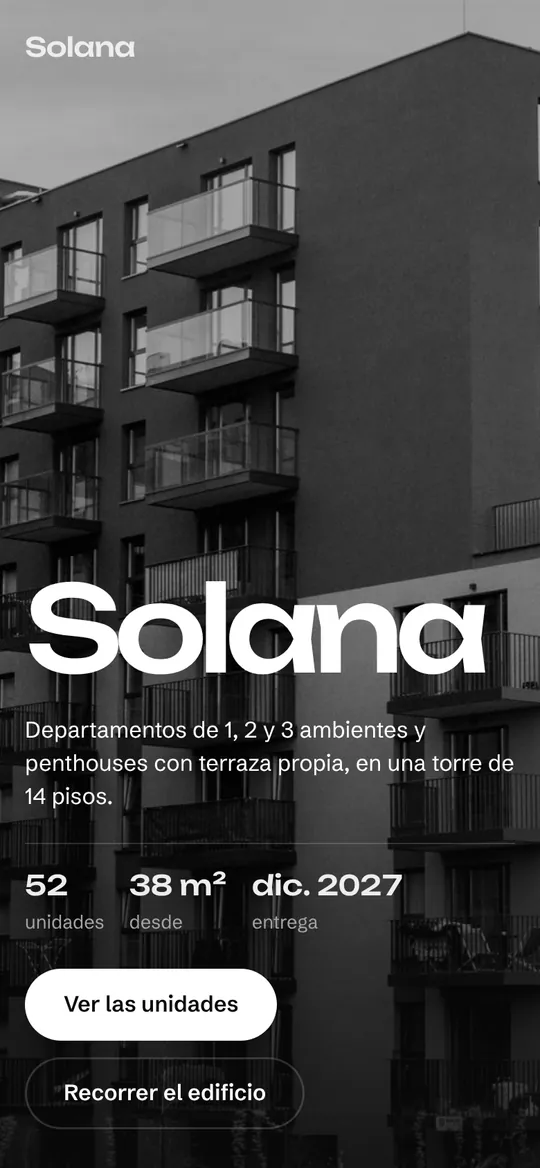 Solana
Solana
Departamentos de 1, 2 y 3 ambientes y
penthouses con terraza propia, en una torre de
14 pisos.
52 38 m² dic. 2027
unidades desde entrega
Ver las unidades
Recorrer el edificio